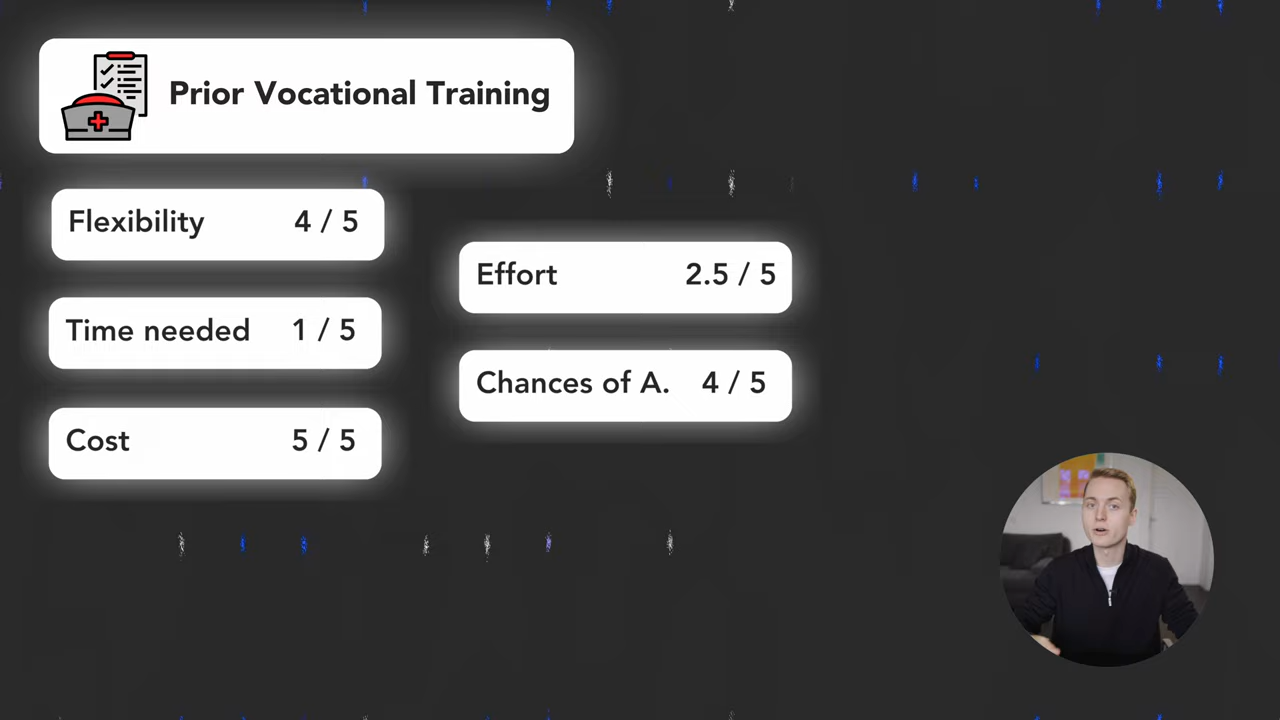 Prior Vocational Training
Flexibility 4 / 5
Time needed 1 / 5
Cost 5 / 5
Effort 2.5 / 5
Chances of A. 4 / 5